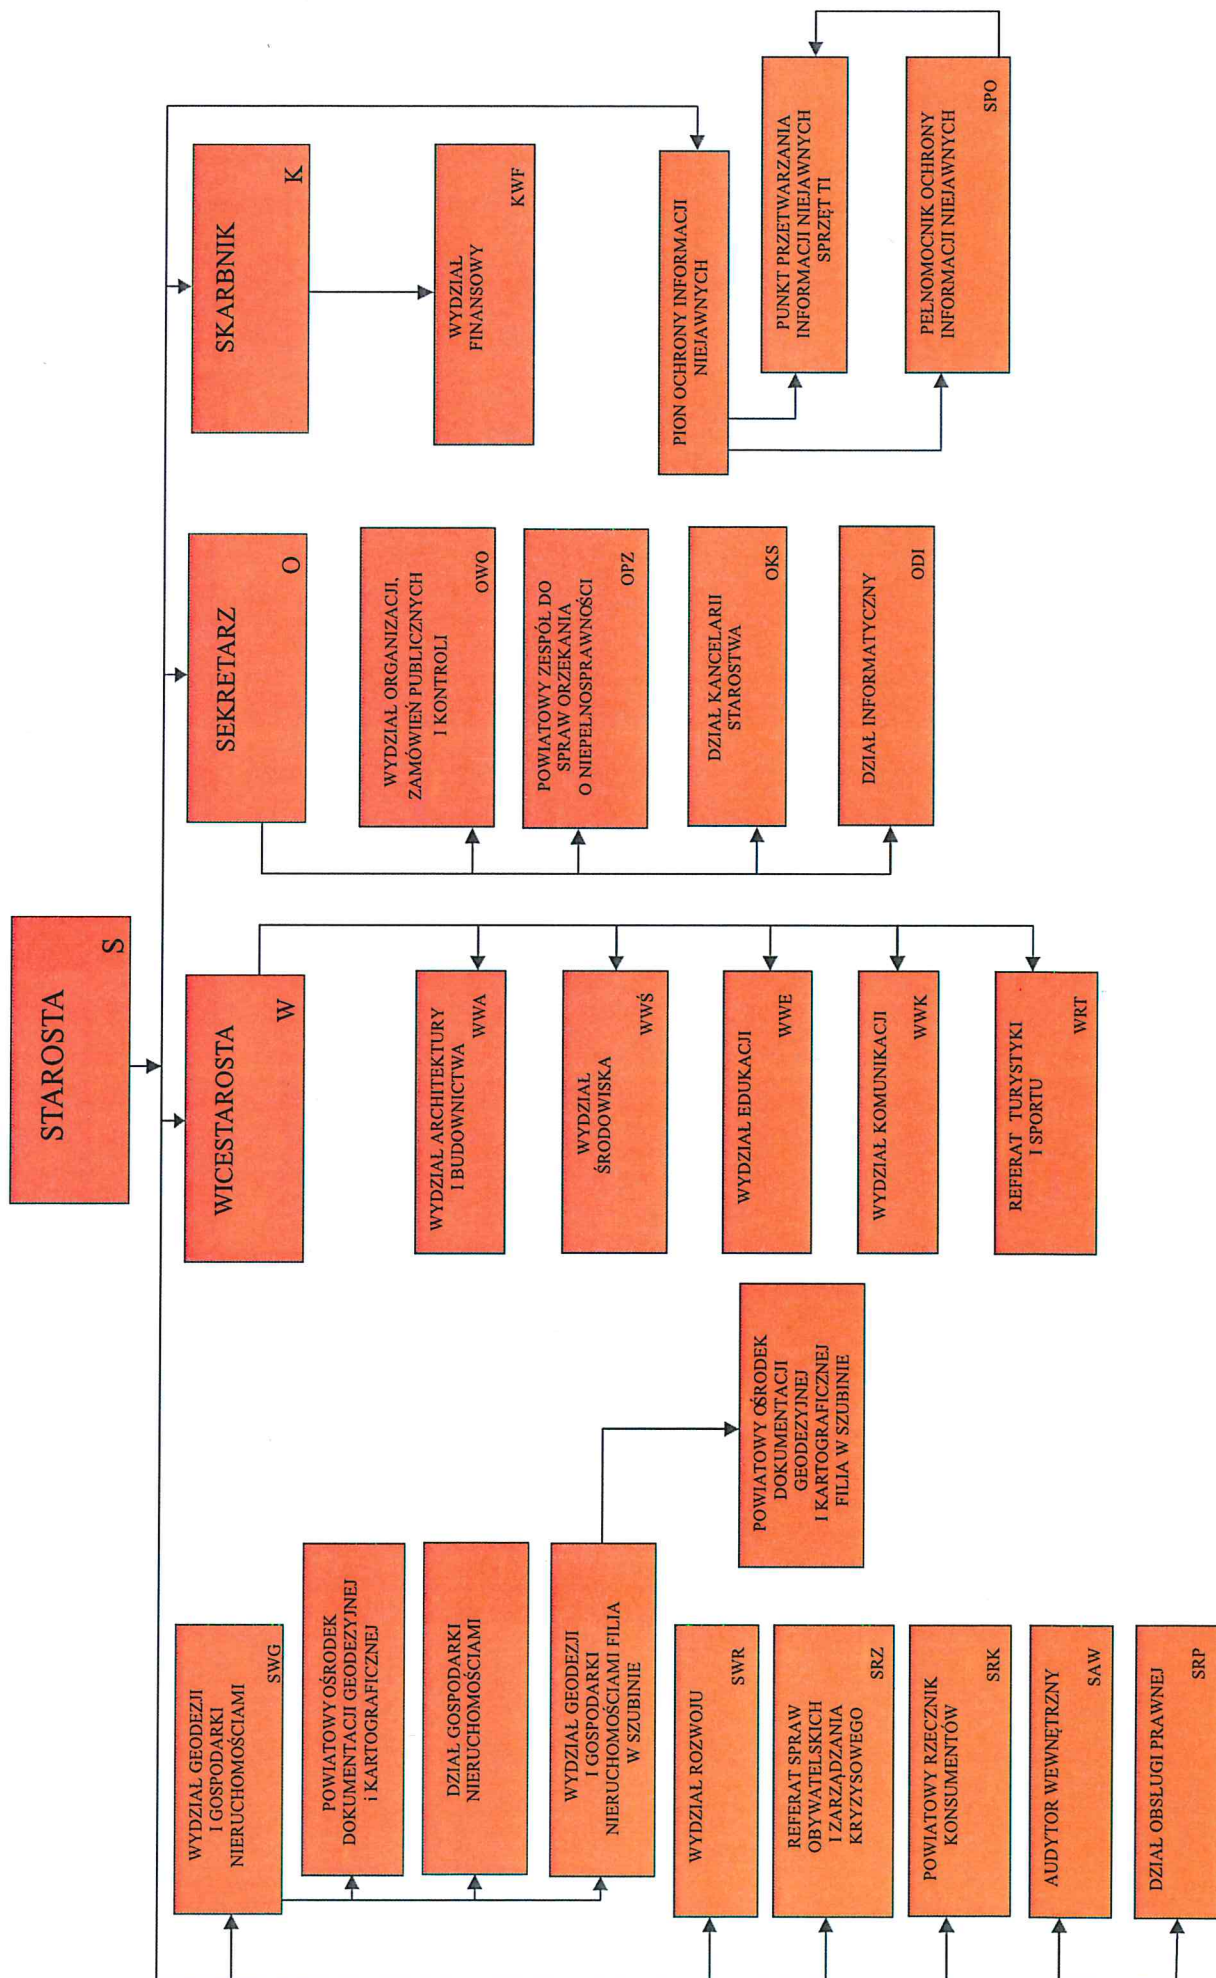 STAROSTA
S
WYDZIAŁ GEODEZJI
I GOSPODARKI
NIERUCHOMOŚCIAMI
SWG
POWIATOWY OŚRODEK
DOKUMENTACJI GEODEZYJNEJ
i KARTOGRAFICZNEJ
DZIAŁ GOSPODARKI
NIERUCHOMOŚCIAMI
WYDZIAŁ GEODEZJI
I GOSPODARKI
NIERUCHOMOŚCIAMI FILIA
W SZUBINIE
POWIATOWY OŚRODEK
DOKUMENTACJI
GEODEZYJNEJ
I KARTOGRAFICZNEJ
FILIA W SZUBINIE
WYDZIAŁ ROZWOJU
SWR
REFERAT SPRAW
OBYWATELSKICH
I ZARZĄDZANIA
KRYZYSOWEGO
SRZ
POWIATOWY RZECZNIK
KONSUMENTÓW
SRK
AUDYTOR WEWNĘTRZNY
SAW
DZIAŁ OBSŁUGI PRAWNEJ
SRP
WICESTAROSTA
W
WYDZIAŁ ARCHITEKTURY
I BUDOWNICTWA
WWA
WYDZIAŁ
ŚRODOWISKA
WWŚ
WYDZIAŁ EDUKACJI
WWE
WYDZIAŁ KOMUNIKACJI
WWK
REFERAT TURYSTYKI
I SPORTU
WRT
SEKRETARZ
O
WYDZIAŁ ORGANIZACJI,
ZAMÓWIEŃ PUBLICZNYCH
I KONTROLI
OWO
POWIATOWY ZESPÓŁ DO
SPRAW ORZEKANIA
O NIEPEŁNOSPRAWNOŚCI
OPZ
DZIAŁ KANCELARII
STAROSTWA
OKS
DZIAŁ INFORMATYCZNY
ODI
SKARBNIK
K
WYDZIAŁ
FINANSOWY
KWF
PION OCHRONY INFORMACJI
NIEJAWNYCH
PUNKT PRZETWARZANIA
INFORMACJI NIEJAWNYCH
SPRZĘT TI
PEŁNOMOCNIK OCHRONY
INFORMACJI NIEJAWNYCH
SPO